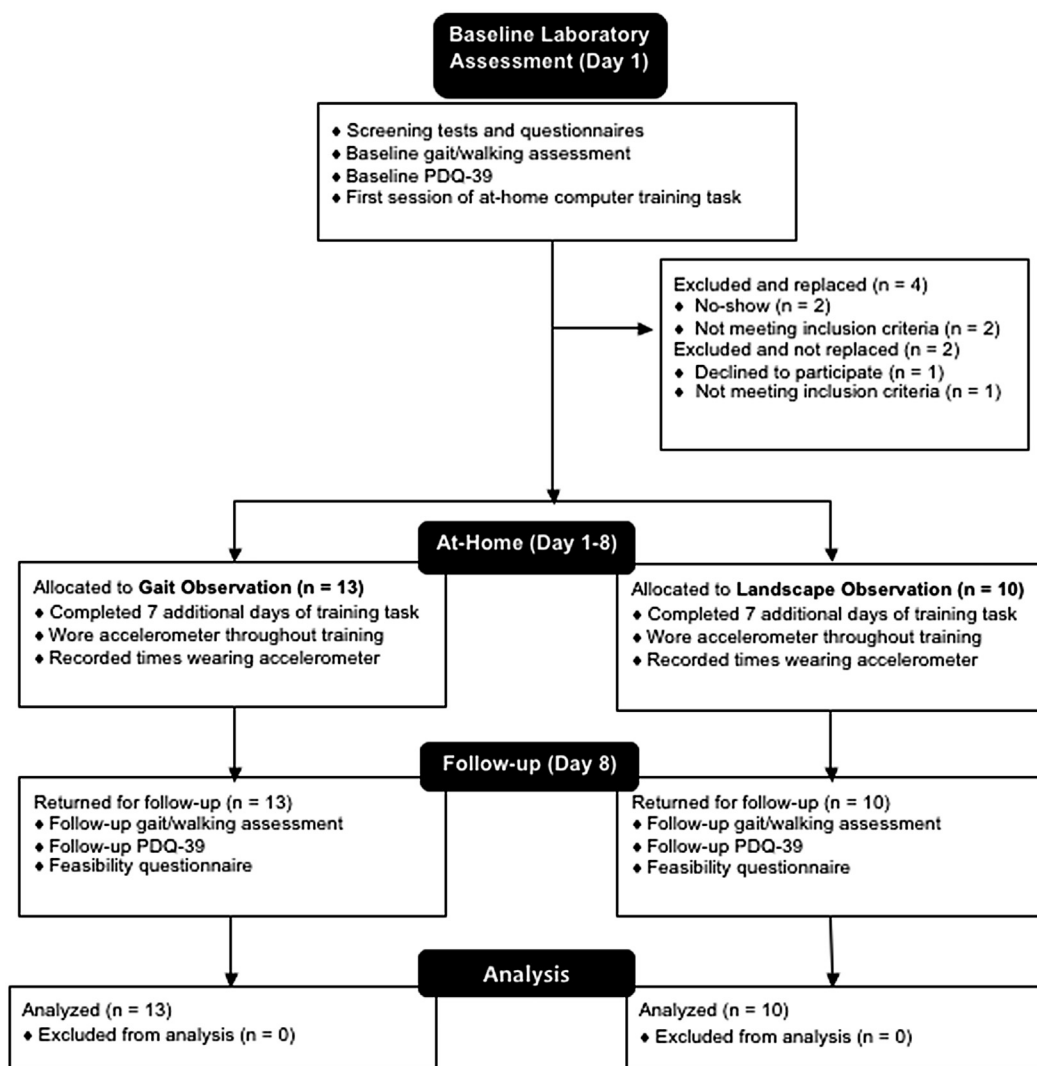 Baseline Laboratory
Assessment (Day 1)
♦ Screening tests and questionnaires
♦ Baseline gait/walking assessment
♦ Baseline PDQ-39
♦ First session of at-home computer training task
Excluded and replaced (n = 4)
♦ No-show (n = 2)
♦ Not meeting inclusion criteria (n = 2)
Excluded and not replaced (n = 2)
♦ Declined to participate (n = 1)
♦ Not meeting inclusion criteria (n = 1)
At-Home (Day 1-8)
Allocated to Gait Observation (n = 13)
♦ Completed 7 additional days of training task
♦ Wore accelerometer throughout training
♦ Recorded times wearing accelerometer
Allocated to Landscape Observation (n = 10)
♦ Completed 7 additional days of training task
♦ Wore accelerometer throughout training
♦ Recorded times wearing accelerometer
Follow-up (Day 8)
Returned for follow-up (n = 13)
♦ Follow-up gait/walking assessment
♦ Follow-up PDQ-39
♦ Feasibility questionnaire
Returned for follow-up (n = 10)
♦ Follow-up gait/walking assessment
♦ Follow-up PDQ-39
♦ Feasibility questionnaire
Analysis
Analyzed (n = 13)
♦ Excluded from analysis (n = 0)
Analyzed (n = 10)
♦ Excluded from analysis (n = 0)